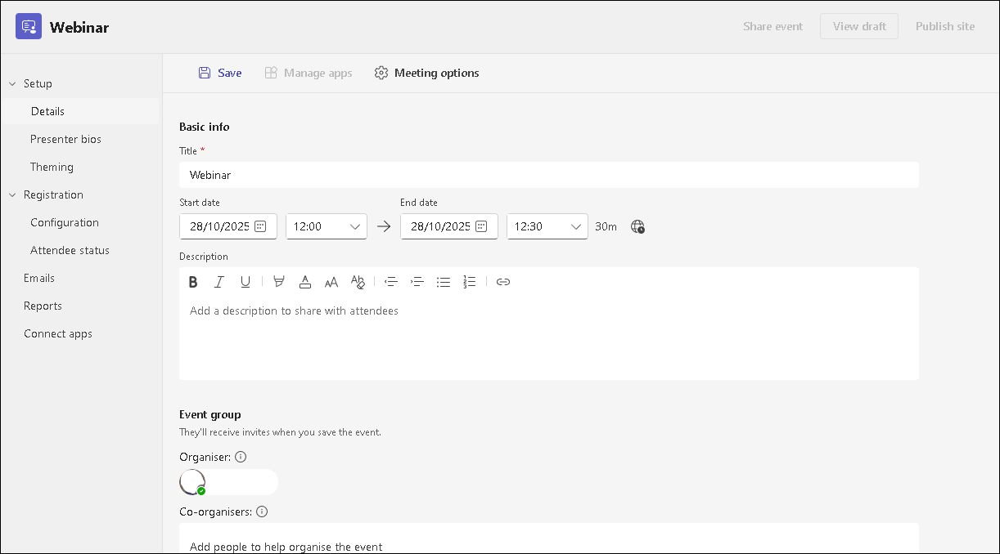 Webinar
Share event
View draft
Publish site
Setup
Details
Presenter bios
Theming
Registration
Configuration
Attendee status
Emails
Reports
Connect apps
Save
Manage apps
Meeting options
Basic info
Title *
Webinar
Start date
End date
28/10/2025
12:00
28/10/2025
12:30
30m
Description
Add a description to share with attendees
Event group
They'll receive invites when you save the event.
Organiser:
Co-organisers:
Add people to help organise the event